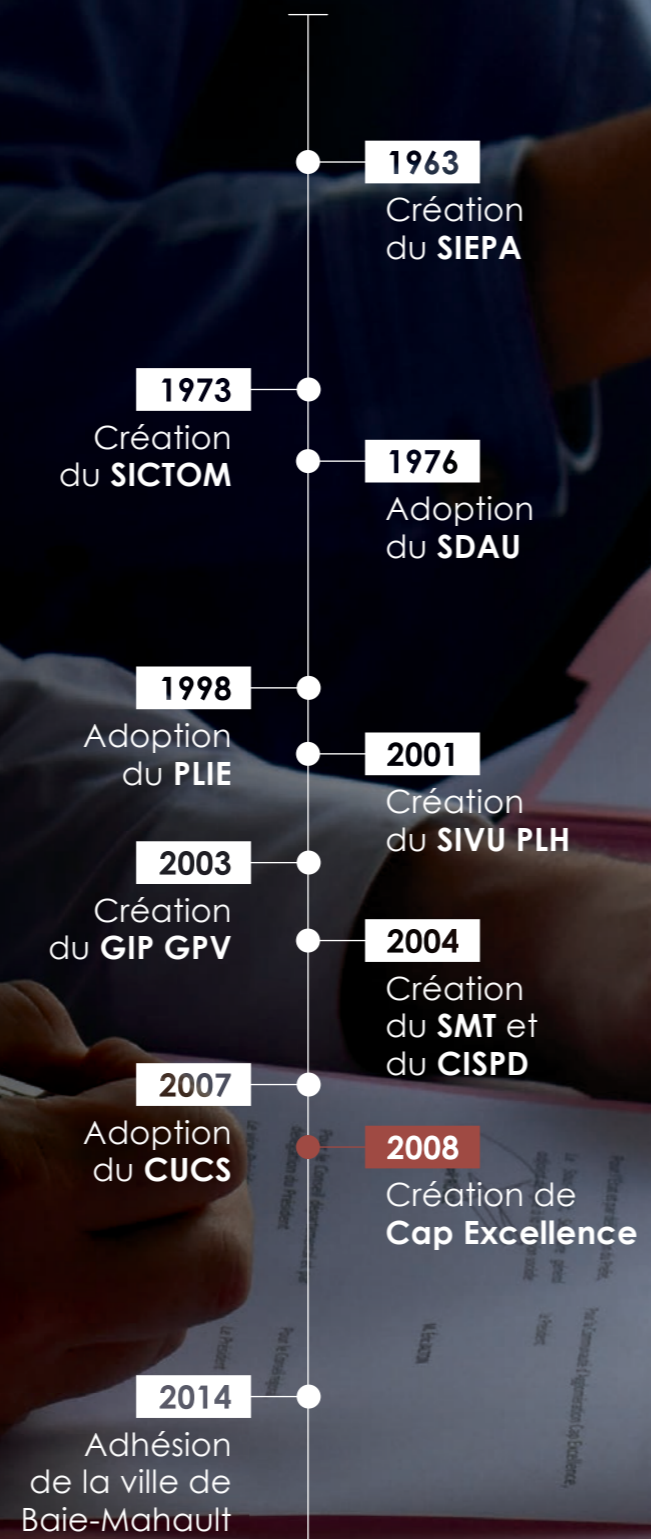 1963
Création
du SIEPA
1973
Création
du SICTOM
1976
Adoption
du SDAU
1998
Adoption
du PLIE
2001
Création
du SIVU PLH
2003
Création
du GIP GPV
2004
Création
du SMT et
du CISPD
2007
Adoption
du CUCS
2008
Création de
Cap Excellence
2014
Adhésion
de la ville de
Baie-Mahault